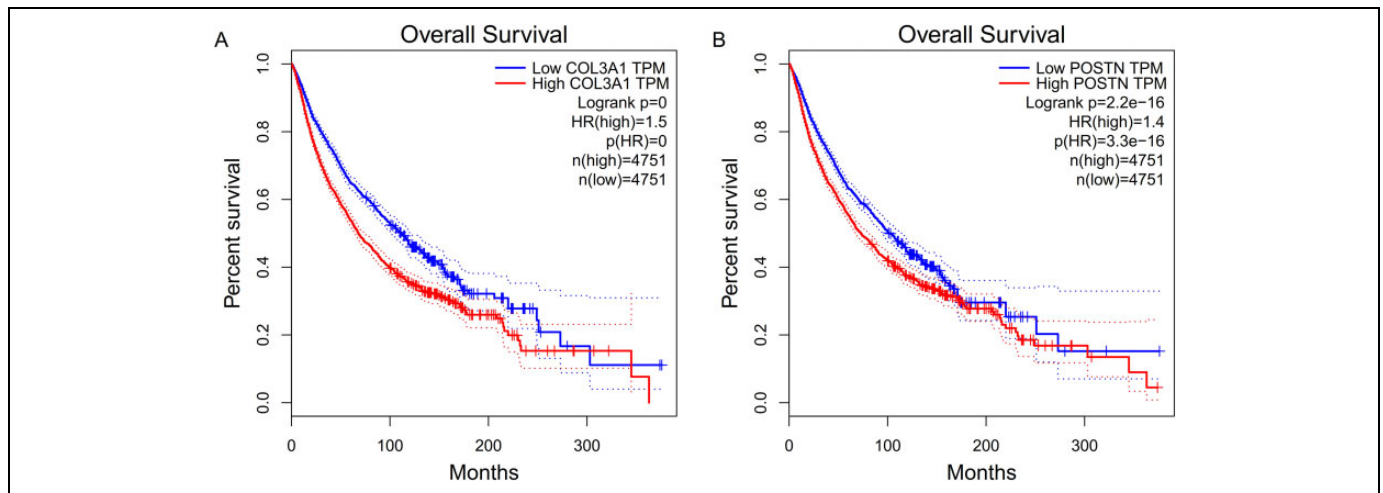 A
Overall Survival
Percent survival
1.0
0.8
0.6
0.4
0.2
0.0
Low COL3A1 TPM
High COL3A1 TPM
Logrank p=0
HR(high)=1.5
p(HR)=0
n(high)=4751
n(low)=4751
0 100 200 300
Months
B
Overall Survival
Percent survival
1.0
0.8
0.6
0.4
0.2
0.0
Low POSTN TPM
High POSTN TPM
Logrank p=2.2e−16
HR(high)=1.4
p(HR)=3.3e−16
n(high)=4751
n(low)=4751
0 100 200 300
Months